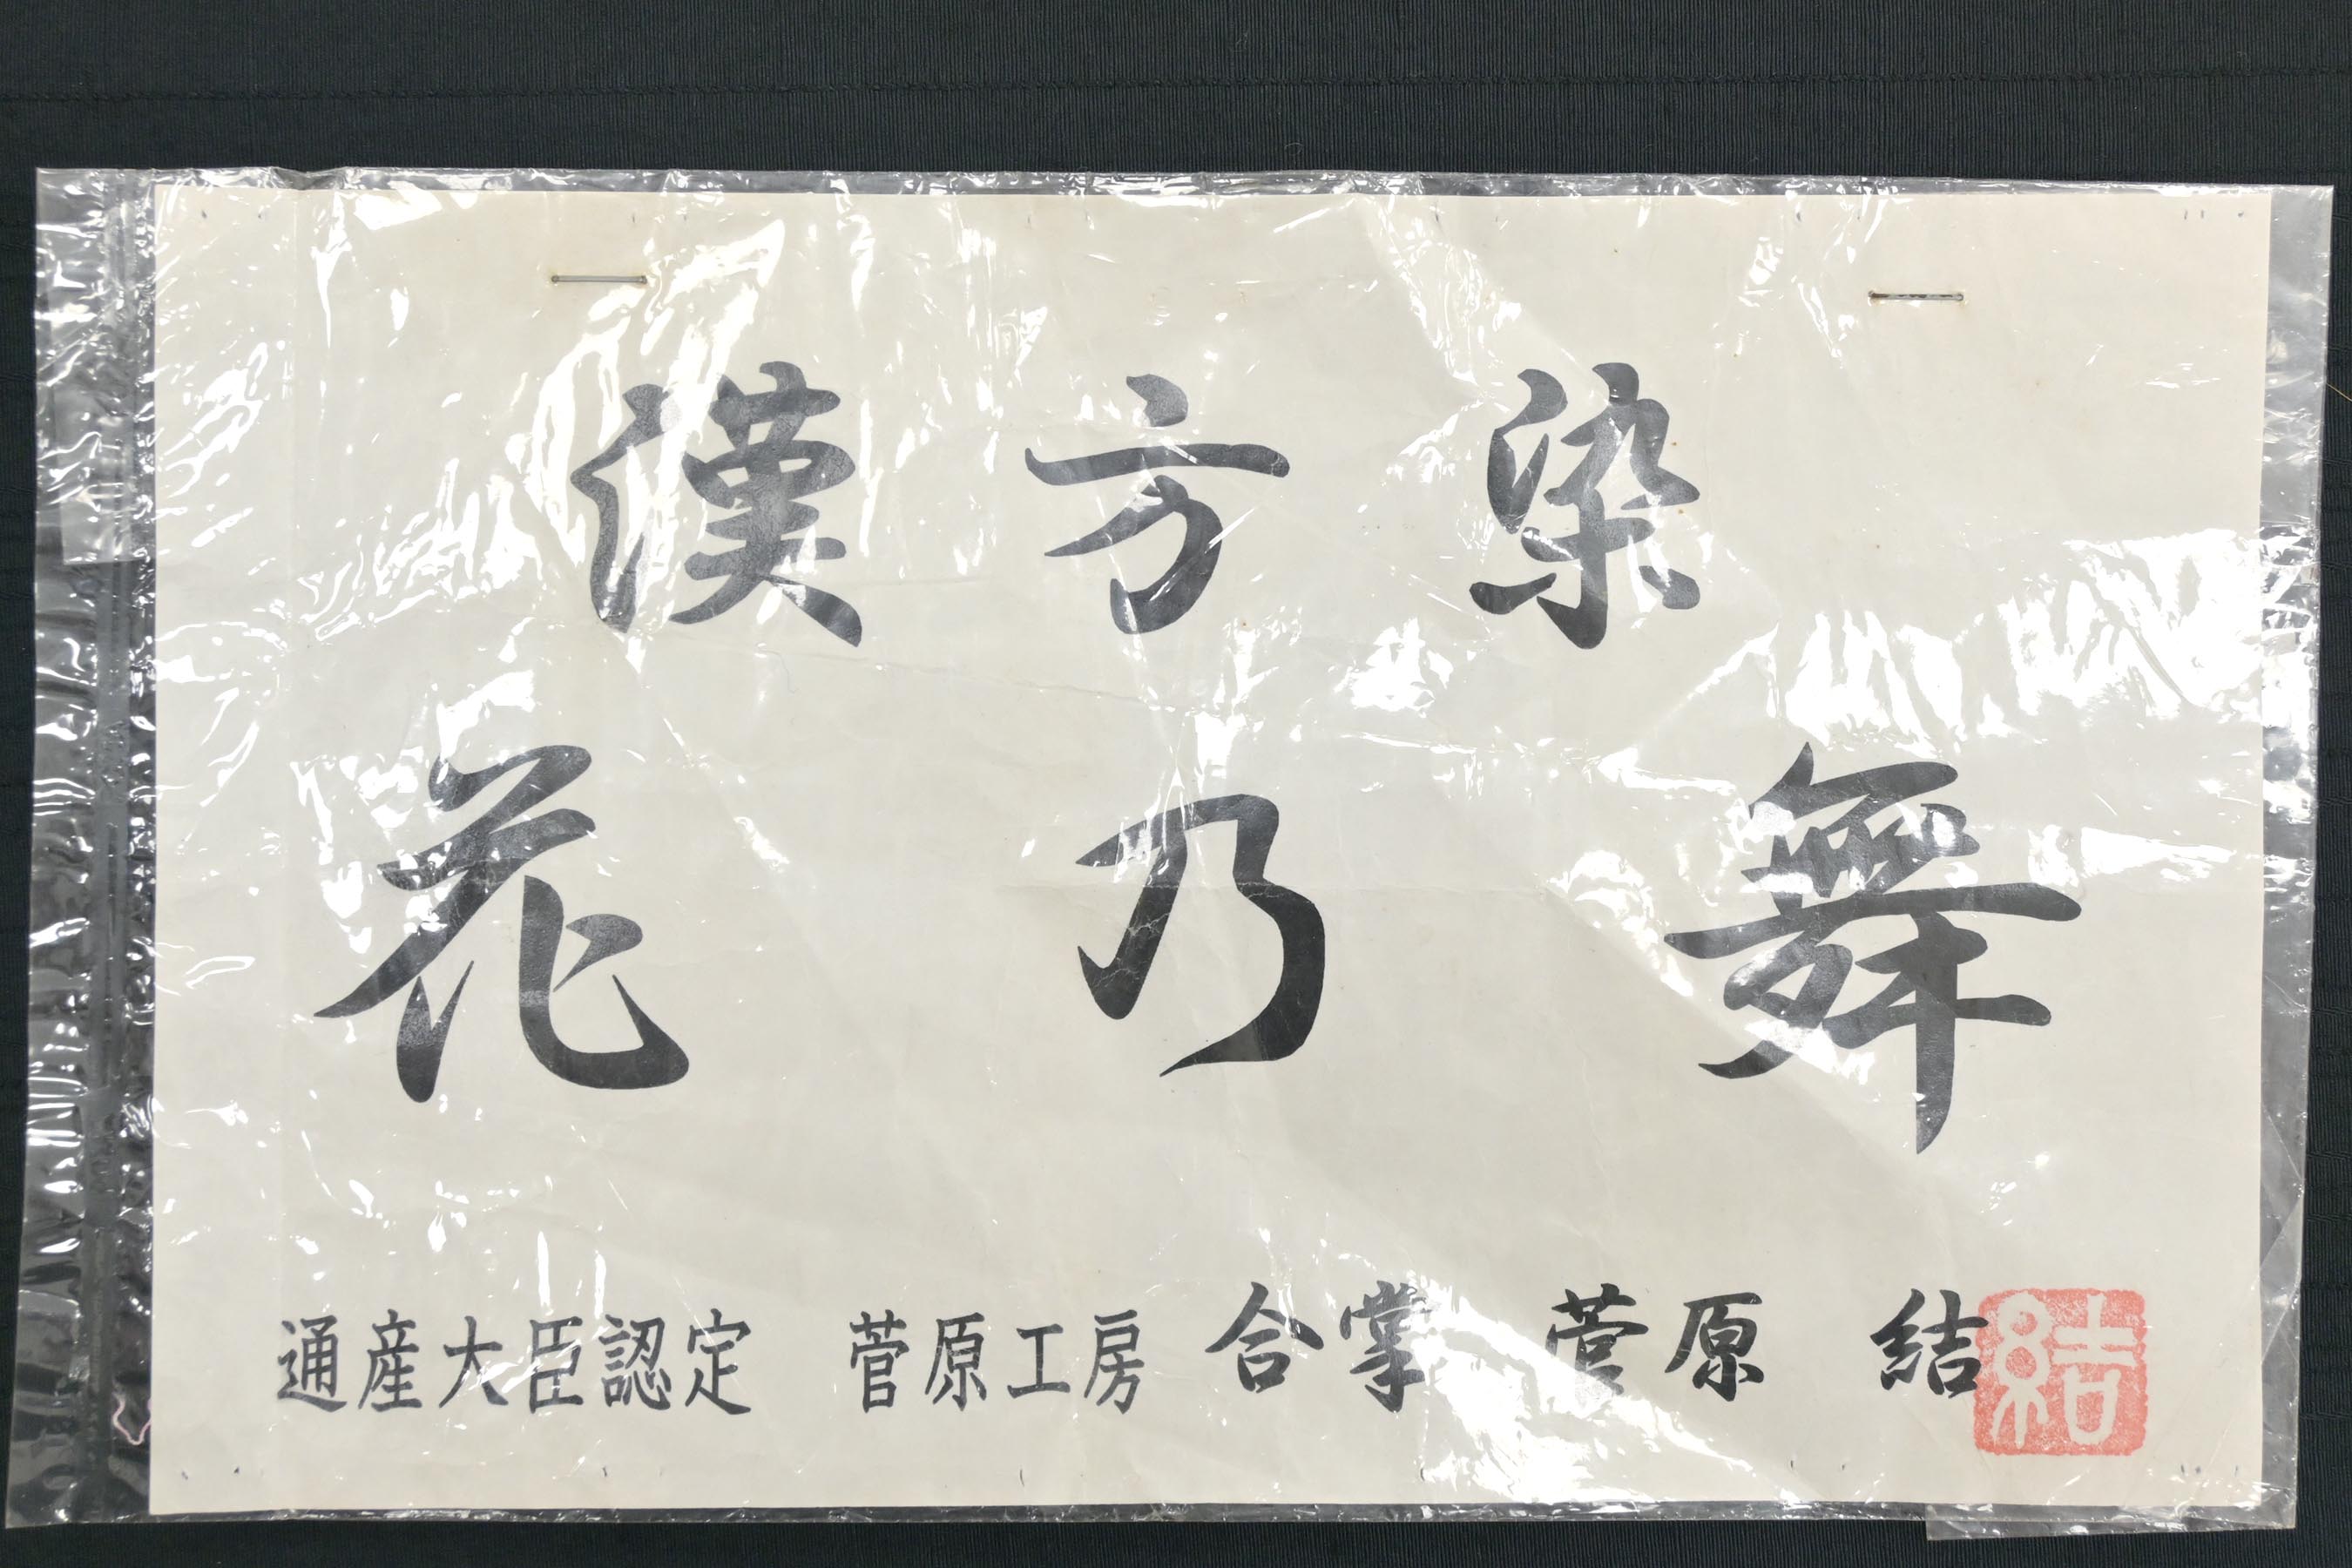 漢方染
花乃舞
通産大臣認定 菅原工房 合掌 菅原 結
結